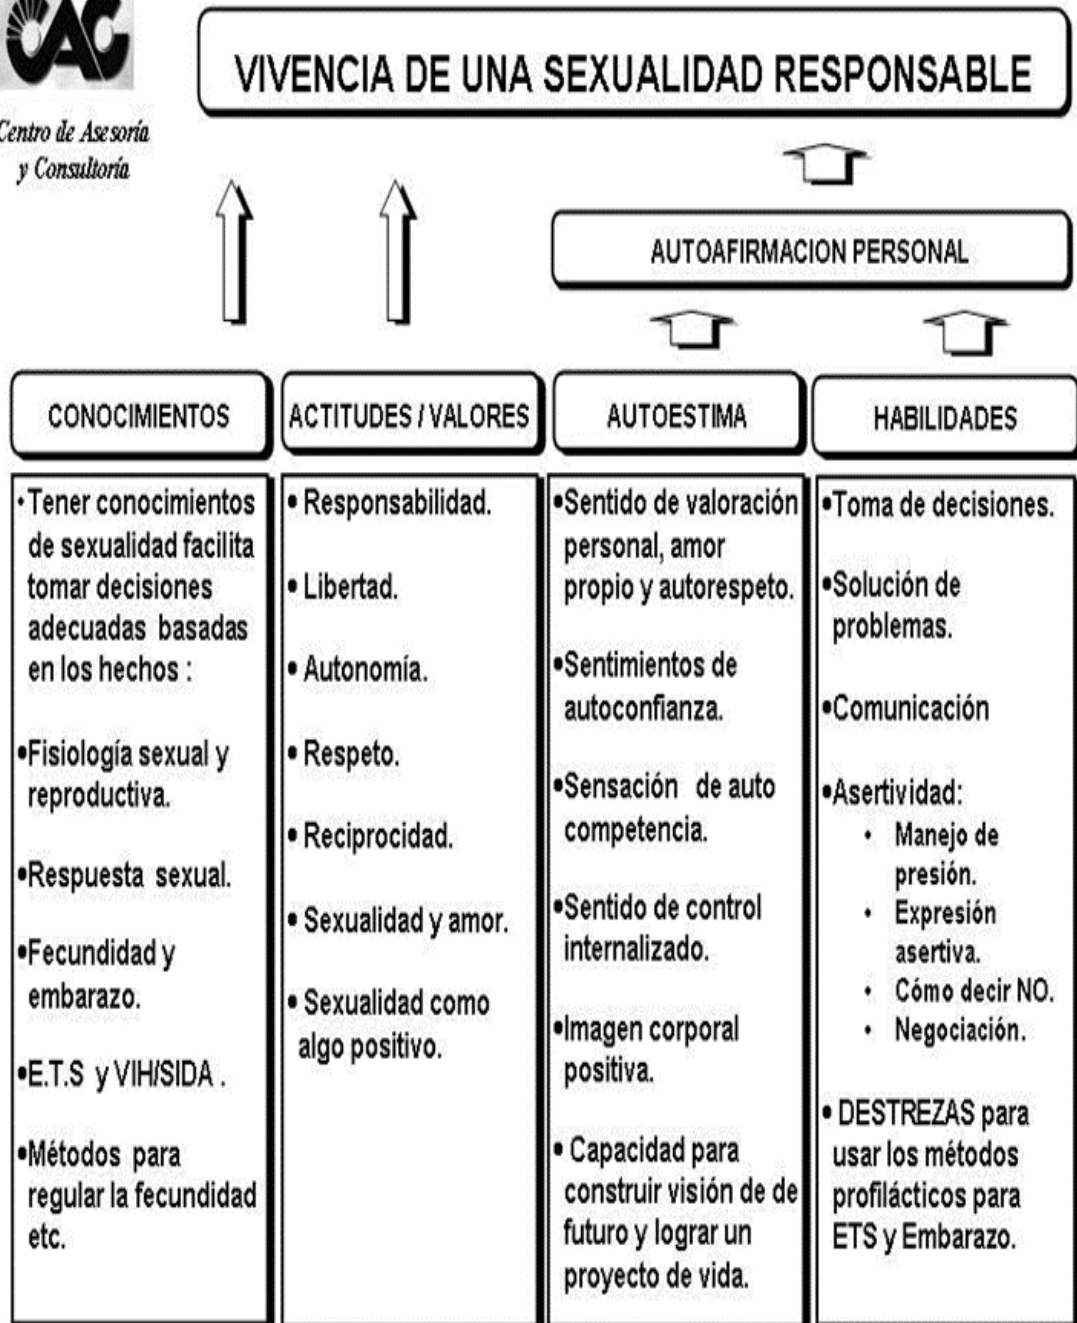 CAC
Centro de Asesoría
y Consultoría
VIVENCIA DE UNA SEXUALIDAD RESPONSABLE
AUTOAFIRMACION PERSONAL
CONOCIMIENTOS
• Tener conocimientos
de sexualidad facilita
tomar decisiones
adecuadas basadas
en los hechos :
•Fisiología sexual y
reproductiva.
•Respuesta sexual.
•Fecundidad y
embarazo.
•E.T.S y VIH/SIDA .
•Métodos para
regular la fecundidad
etc.
ACTITUDES / VALORES
• Responsabilidad.
• Libertad.
• Autonomía.
• Respeto.
• Reciprocidad.
• Sexualidad y amor.
• Sexualidad como
algo positivo.
AUTOESTIMA
•Sentido de valoración
personal, amor
propio y autorespeto.
•Sentimientos de
autoconfianza.
•Sensación de auto
competencia.
•Sentido de control
internalizado.
•Imagen corporal
positiva.
• Capacidad para
construir visión de de
futuro y lograr un
proyecto de vida.
HABILIDADES
•Toma de decisiones.
•Solución de
problemas.
•Comunicación
•Asertividad:
• Manejo de
presión.
• Expresión
asertiva.
• Cómo decir NO.
• Negociación.
• DESTREZAS para
usar los métodos
profilácticos para
ETS y Embarazo.